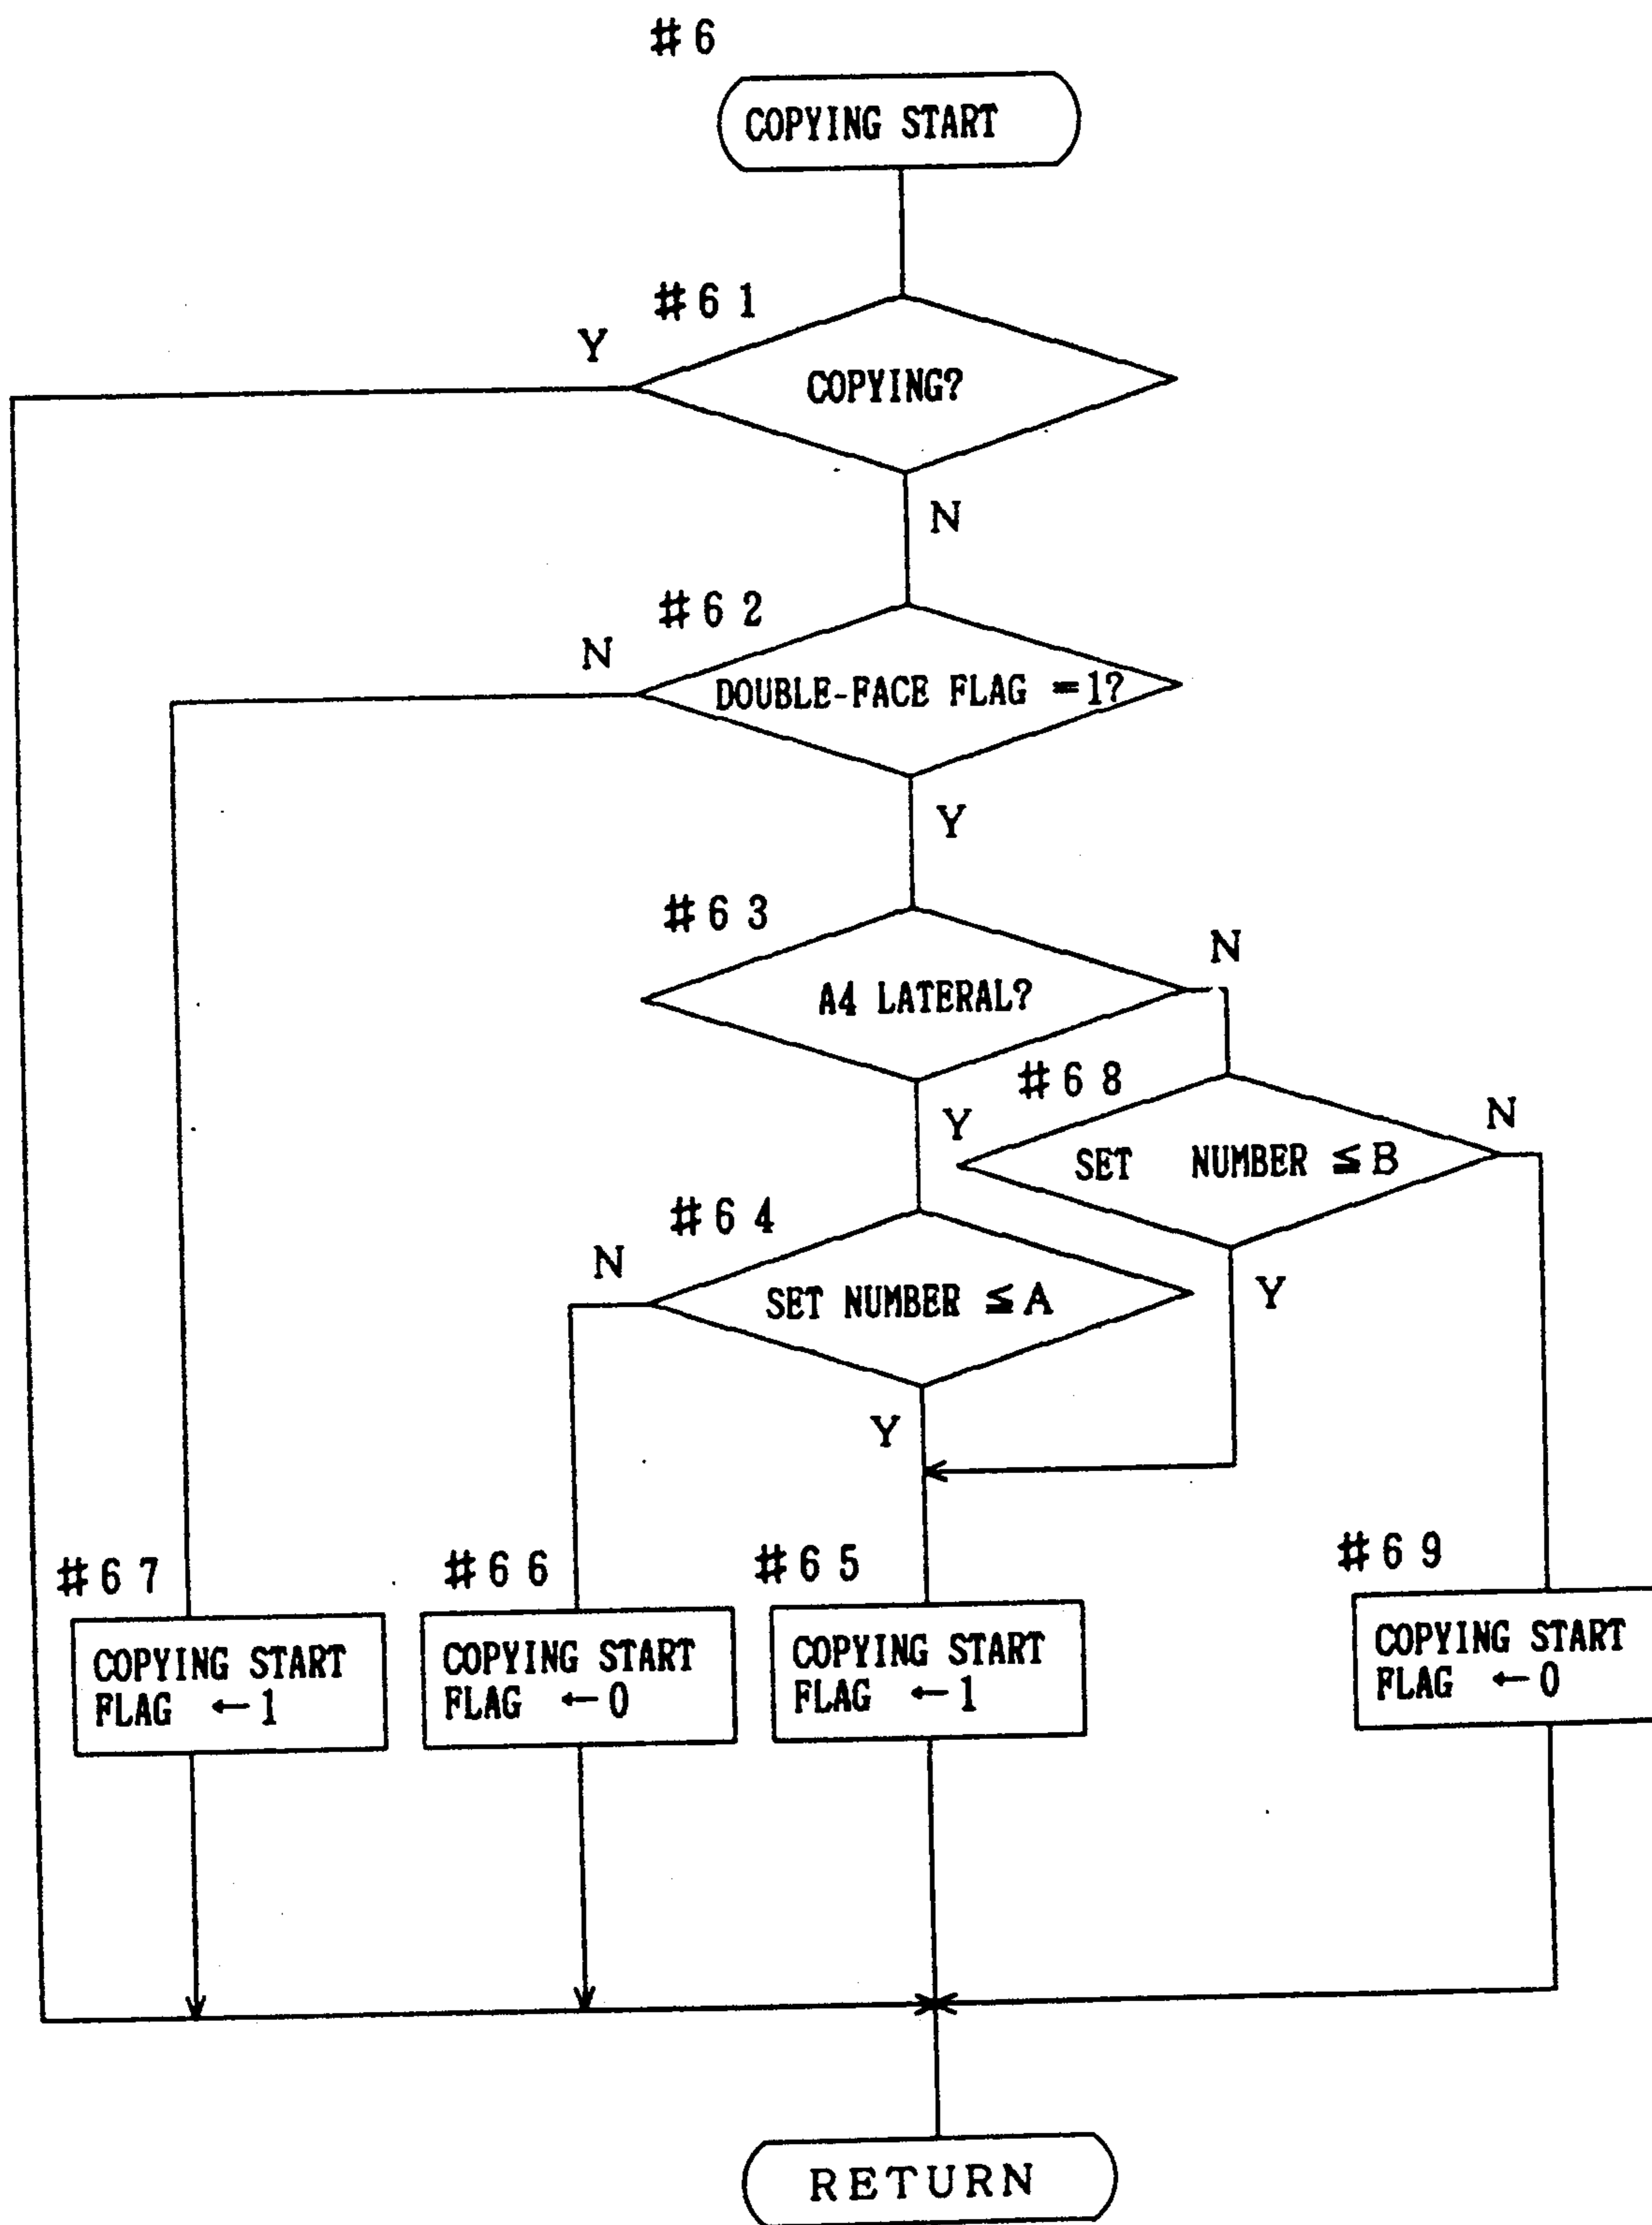 #6
COPYING START
#61
Y
COPYING?
N
#62
N
DOUBLE-FACE FLAG =1?
Y
#63
N
A4 LATERAL?
#68
Y
N
SET NUMBER ≦B
#64
N
Y
SET NUMBER ≦A
Y
#67
#66
#65
#69
COPYING START
FLAG ←1
COPYING START
FLAG ←0
COPYING START
FLAG ←1
COPYING START
FLAG ←0
RETURN